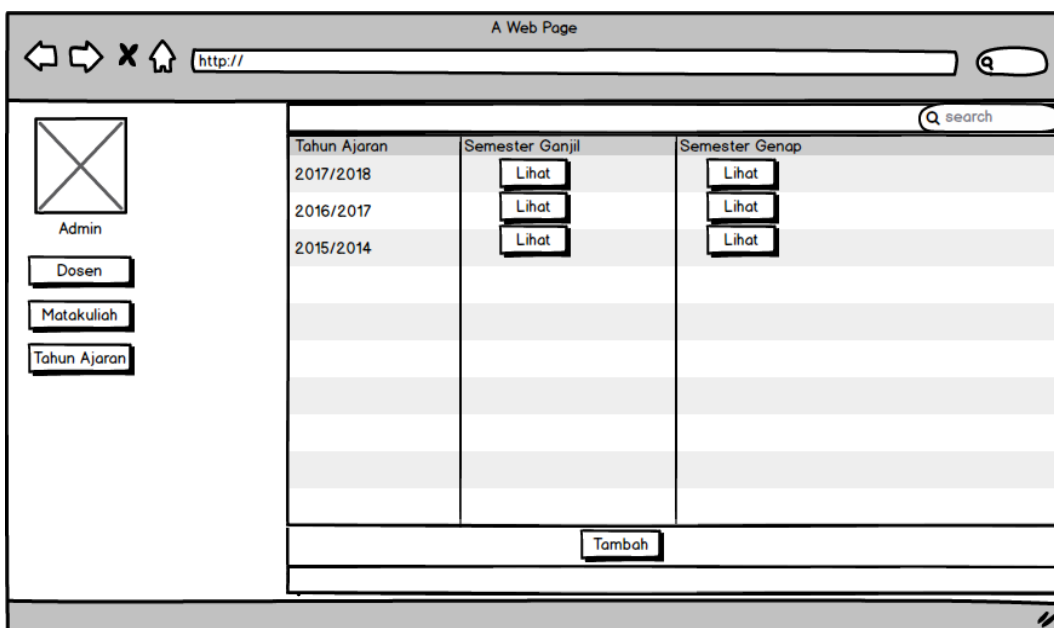 A Web Page
http://
search
Admin
Dosen
Matakuliah
Tahun Ajaran
Tahun Ajaran Semester Ganjil Semester Genap
2017/2018 Lihat Lihat
2016/2017 Lihat Lihat
2015/2014 Lihat Lihat
Tambah